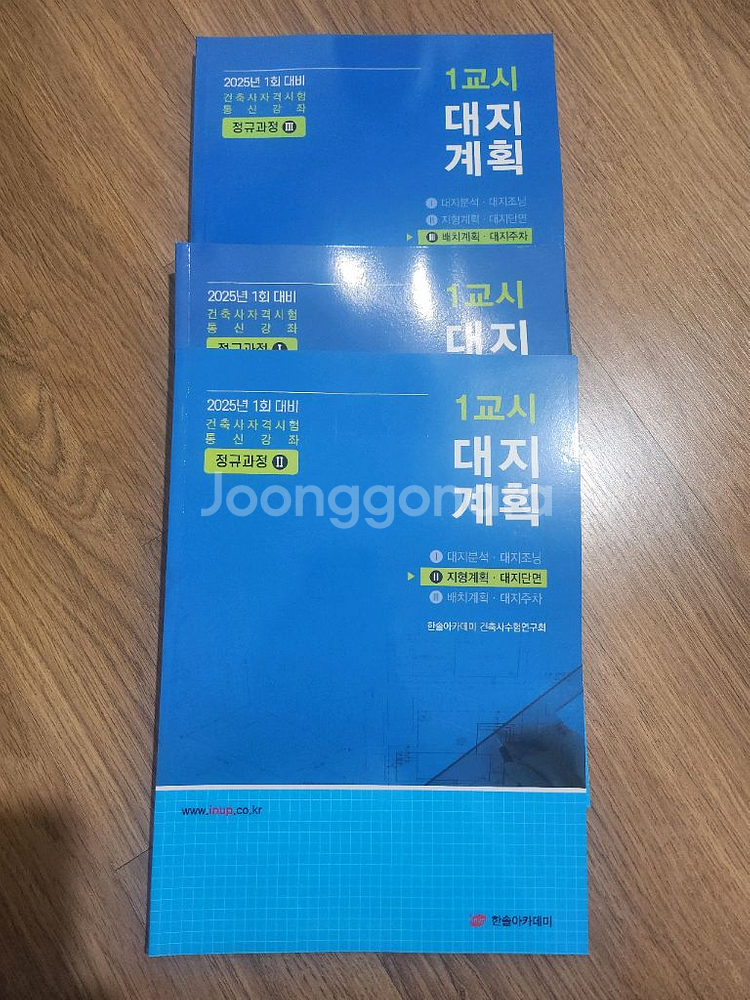 2025년 1회 대비
건축사자격시험
통신강좌
정규과정 Ⅲ
1교시
대지
계획
Ⅰ 대지분석 · 대지조닝
Ⅱ 지형계획 · 대지단면
Ⅲ 배치계획 · 대지주차
2025년 1회 대비
건축사자격시험
통신강좌
정규과정 Ⅰ
1교시
대지
2025년 1회 대비
건축사자격시험
통신강좌
정규과정 Ⅱ
1교시
대지
계획
Joonggonara
Ⅰ 대지분석 · 대지조닝
Ⅱ 지형계획 · 대지단면
Ⅲ 배치계획 · 대지주차
한솔아카데미 건축사수험연구회
www.inup.co.kr
한솔아카데미